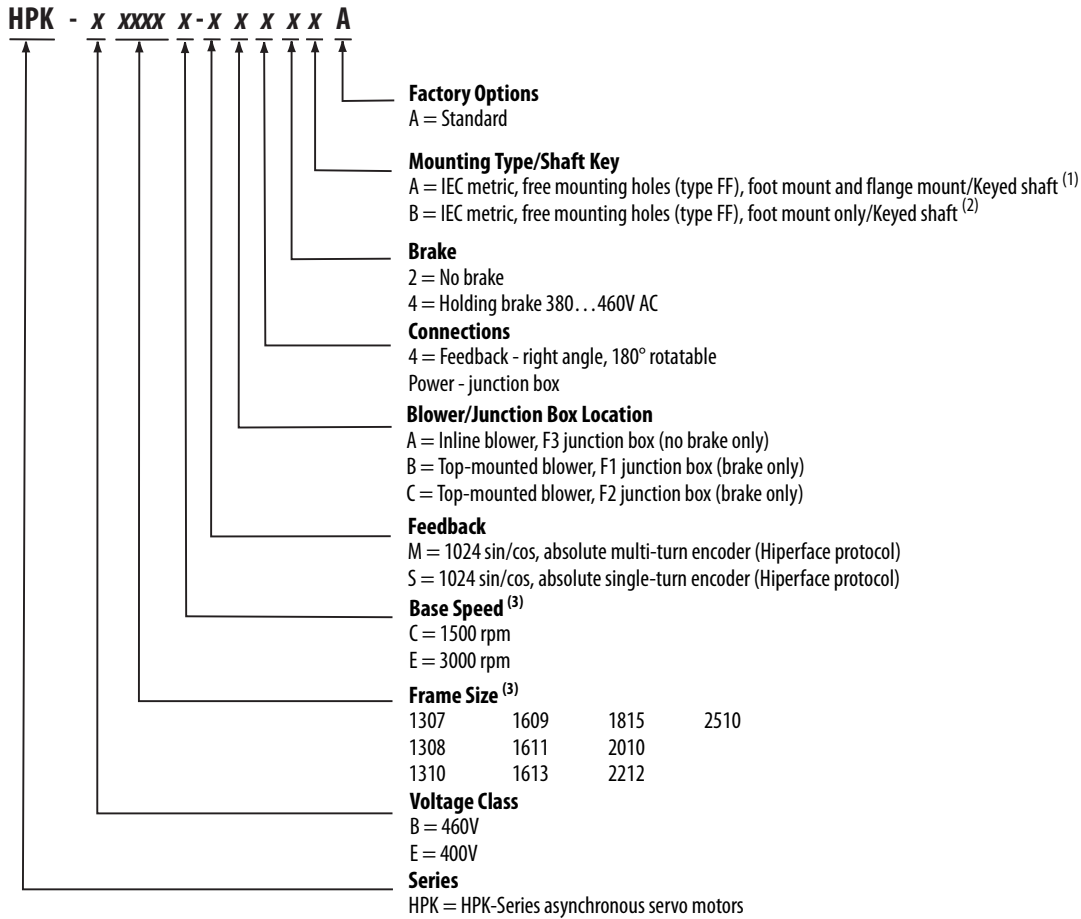 HPK - x xxxx x - x x x x x A
Factory Options
A = Standard
Mounting Type/Shaft Key
A = IEC metric, free mounting holes (type FF), foot mount and flange mount/Keyed shaft (1)
B = IEC metric, free mounting holes (type FF), foot mount only/Keyed shaft (2)
Brake
2 = No brake
4 = Holding brake 380…460V AC
Connections
4 = Feedback - right angle, 180° rotatable
Power - junction box
Blower/Junction Box Location
A = Inline blower, F3 junction box (no brake only)
B = Top-mounted blower, F1 junction box (brake only)
C = Top-mounted blower, F2 junction box (brake only)
Feedback
M = 1024 sin/cos, absolute multi-turn encoder (Hiperface protocol)
S = 1024 sin/cos, absolute single-turn encoder (Hiperface protocol)
Base Speed (3)
C = 1500 rpm
E = 3000 rpm
Frame Size (3)
1307 1609 1815 2510
1308 1611 2010
1310 1613 2212
Voltage Class
B = 460V
E = 400V
Series
HPK = HPK-Series asynchronous servo motors